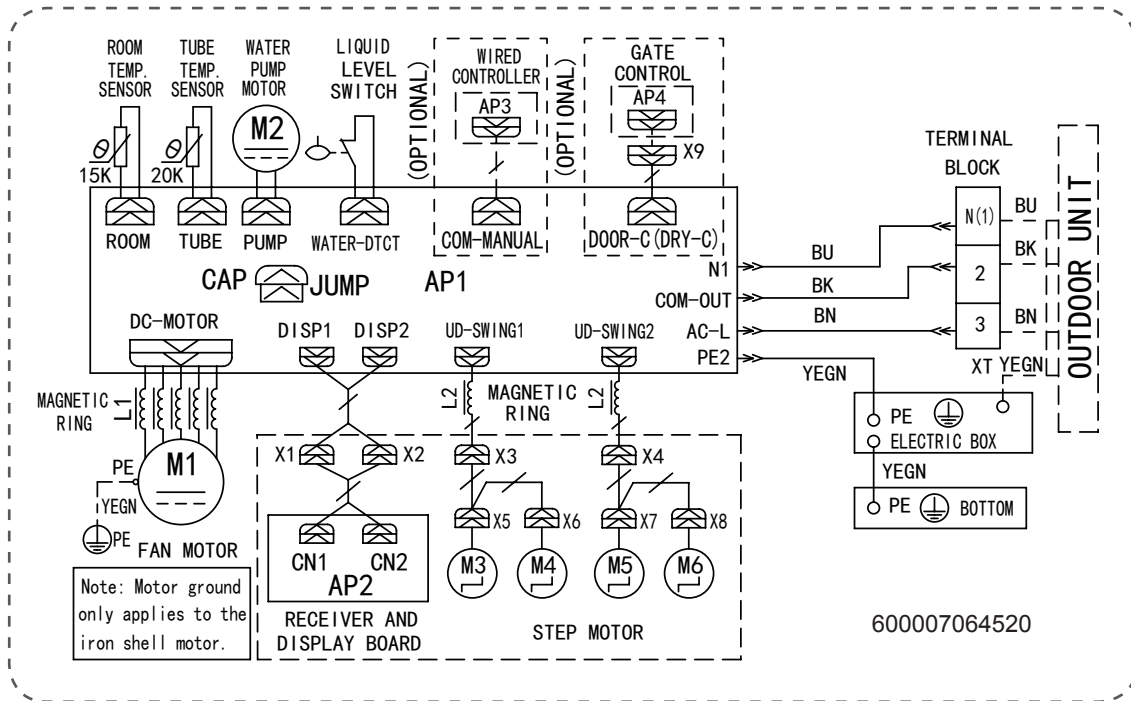 ROOM
TEMP.
SENSOR
TUBE
TEMP.
SENSOR
WATER
PUMP
MOTOR
LIQUID
LEVEL
SWITCH
(OPTIONAL)
WIRED
CONTROLLER
AP3
(OPTIONAL)
GATE
CONTROL
AP4
X9
θ
15K
θ
20K
M2
ROOM
TUBE
PUMP
WATER-DTCT
COM-MANUAL
DOOR-C(DRY-C)
CAP
JUMP
AP1
N1
COM-OUT
AC-L
PE2
BU
BK
BN
YEGN
TERMINAL
BLOCK
N(1)
2
3
XT
BU
BK
BN
YEGN
OUTDOOR UNIT
DC-MOTOR
DISP1
DISP2
UD-SWING1
UD-SWING2
MAGNETIC
RING
L1
L2
MAGNETIC
RING
L2
PE
ELECTRIC BOX
YEGN
PE
BOTTOM
M1
PE
YEGN
PE
FAN MOTOR
X1
X2
X3
X4
X5
X6
X7
X8
CN1
CN2
AP2
M3
M4
M5
M6
RECEIVER AND
DISPLAY BOARD
STEP MOTOR
Note: Motor ground
only applies to the
iron shell motor.
600007064520